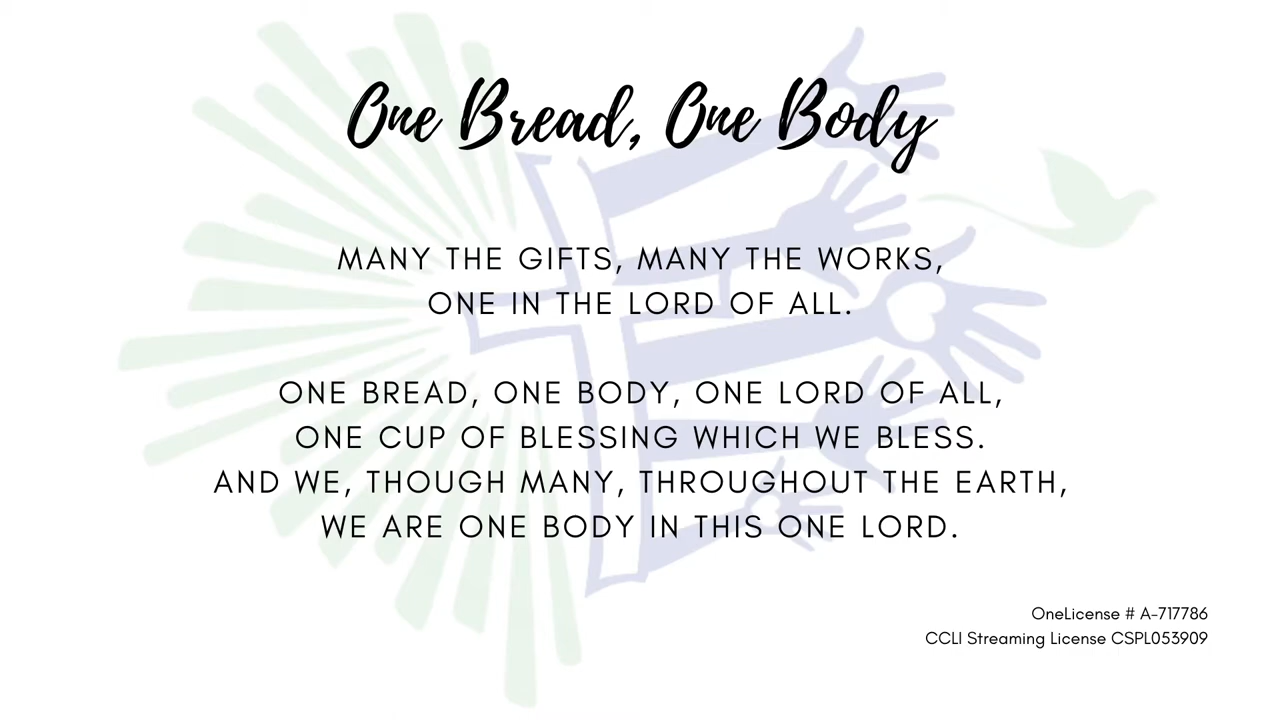 One Bread, One Body
MANY THE GIFTS, MANY THE WORKS,
ONE IN THE LORD OF ALL.
ONE BREAD, ONE BODY, ONE LORD OF ALL,
ONE CUP OF BLESSING WHICH WE BLESS.
AND WE, THOUGH MANY, THROUGHOUT THE EARTH,
WE ARE ONE BODY IN THIS ONE LORD.
OneLicense # A-717786
CCLI Streaming License CSPL053909